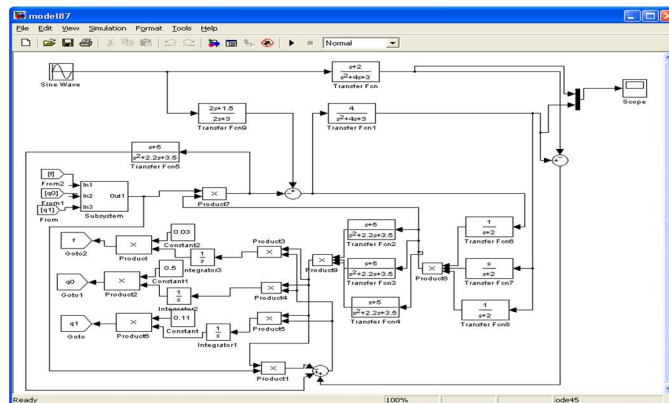 model87
File Edit View Simulation Format Tools Help
Normal
Sine Wave
s+2
s²+4s+3
Transfer Fcn
Scope
2s+1.5
2s+3
Transfer Fcn9
4
s²+4s+3
Transfer Fcn1
s+5
s²+2.2s+3.5
Transfer Fcn5
[f]
From2
[q0]
From1
[q1]
From
In1
In2
In3
Out1
Subsystem
×
Product7
f
Goto2
×
Product
0.03
Constant2
1
s
Integrator3
Product3
×
q0
Goto1
×
Product2
0.5
Constant1
1
s
Integrator2
×
Product4
q1
Goto
×
Product6
0.11
Constant
1
s
Integrator1
×
Product5
×
Product1
×
Product9
s+5
s²+2.2s+3.5
Transfer Fcn2
s+5
s²+2.2s+3.5
Transfer Fcn3
s+5
s²+2.2s+3.5
Transfer Fcn4
×
Product8
1
s+2
Transfer Fcn6
s
s+2
Transfer Fcn7
1
s+2
Transfer Fcn8
Ready
100%
ode45